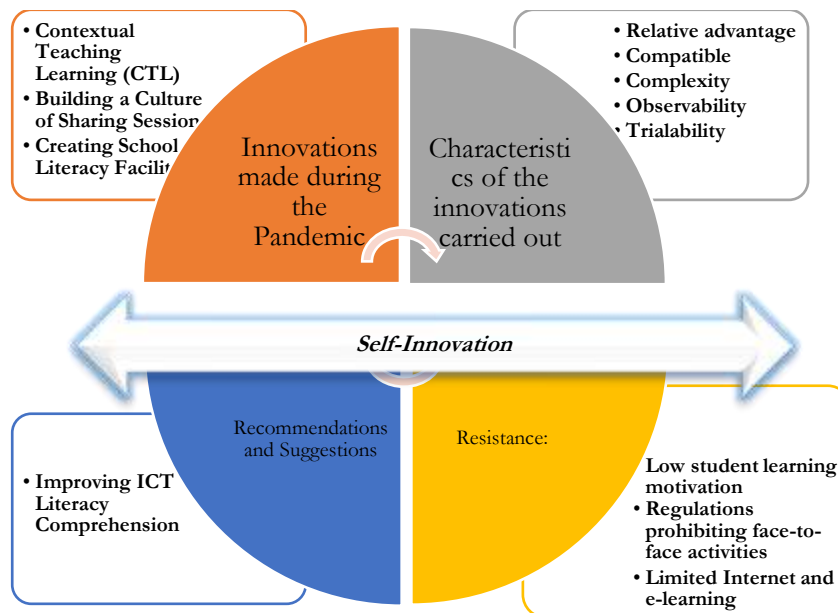 • Contextual
Teaching
Learning (CTL)
• Building a Culture
of Sharing Session
• Creating School
Literacy Facilit
Innovations
made during
the
Pandemic
• Relative advantage
• Compatible
• Complexity
• Observability
• Trialability
Characteristi
cs of the
innovations
carried out
Self-Innovation
• Improving ICT
Literacy
Comprehension
Recommendations
and Suggestions
Resistance:
Low student learning
motivation
• Regulations
prohibiting face-to-
face activities
• Limited Internet and
e-learning